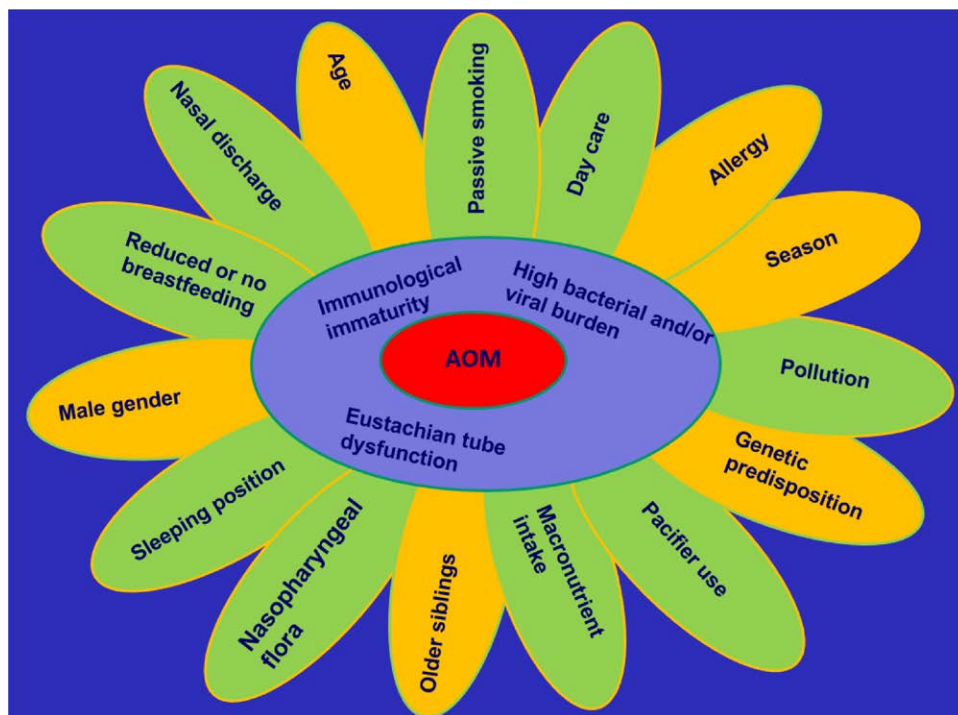 Age
Passive smoking
Day care
Allergy
Season
Pollution
Genetic
predisposition
Pacifier use
Macronutrient
intake
Older siblings
Nasopharyngeal
flora
Sleeping position
Male gender
Reduced or no
breastfeeding
Nasal discharge
Immunological
immaturity
High bacterial and/or
viral burden
AOM
Eustachian tube
dysfunction